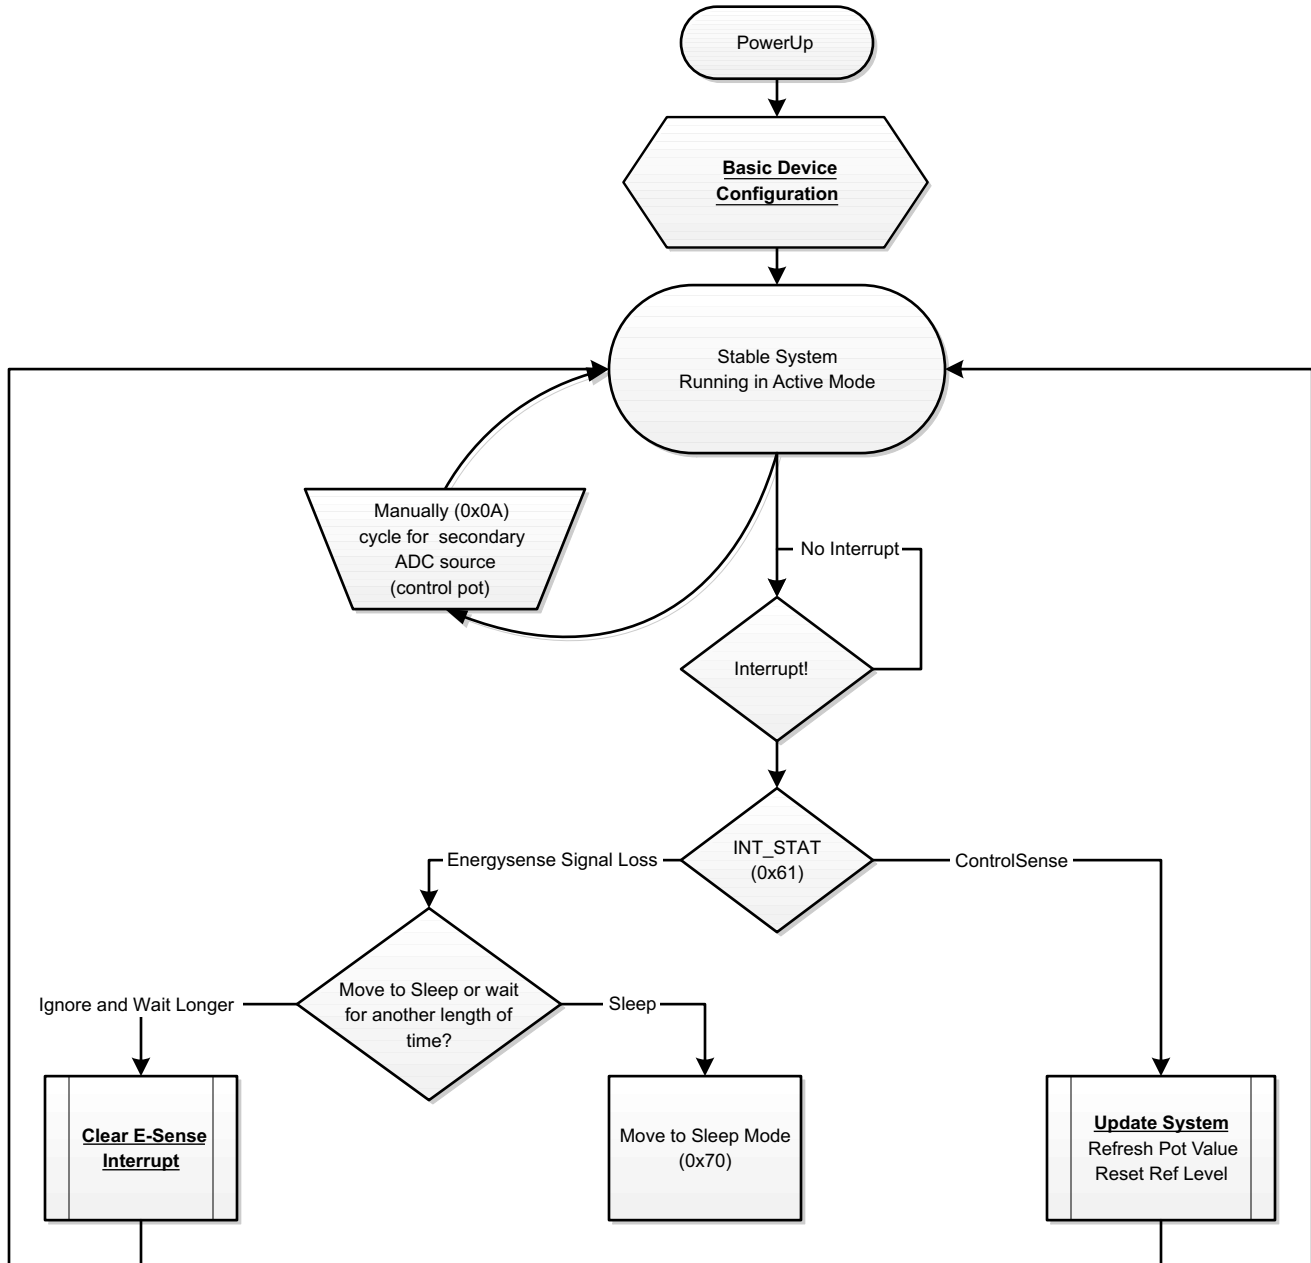 PowerUp
Basic Device
Configuration
Stable System
Running in Active Mode
Manually (0x0A)
cycle for secondary
ADC source
(control pot)
No Interrupt
Interrupt!
INT_STAT
(0x61)
Energysense Signal Loss
ControlSense
Move to Sleep or wait
for another length of
time?
Ignore and Wait Longer
Sleep
Clear E-Sense
Interrupt
Move to Sleep Mode
(0x70)
Update System
Refresh Pot Value
Reset Ref Level